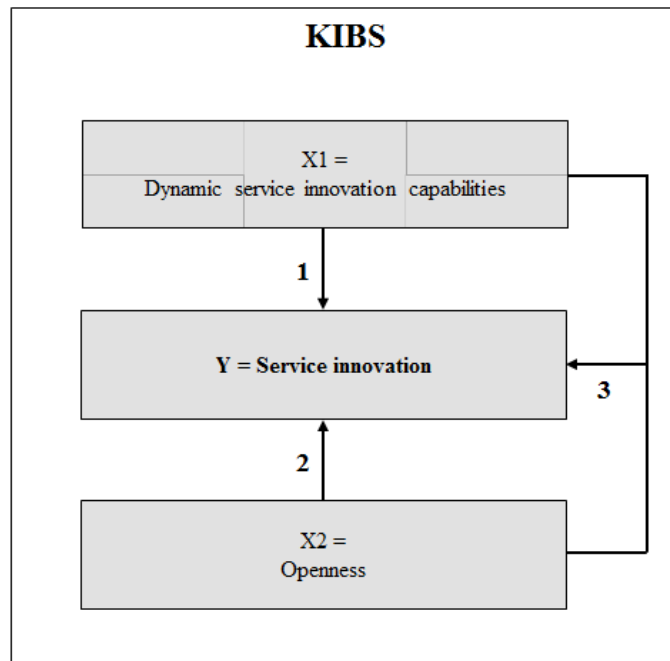 KIBS
X1 =
Dynamic service innovation capabilities
1
Y = Service innovation
3
2
X2 =
Openness